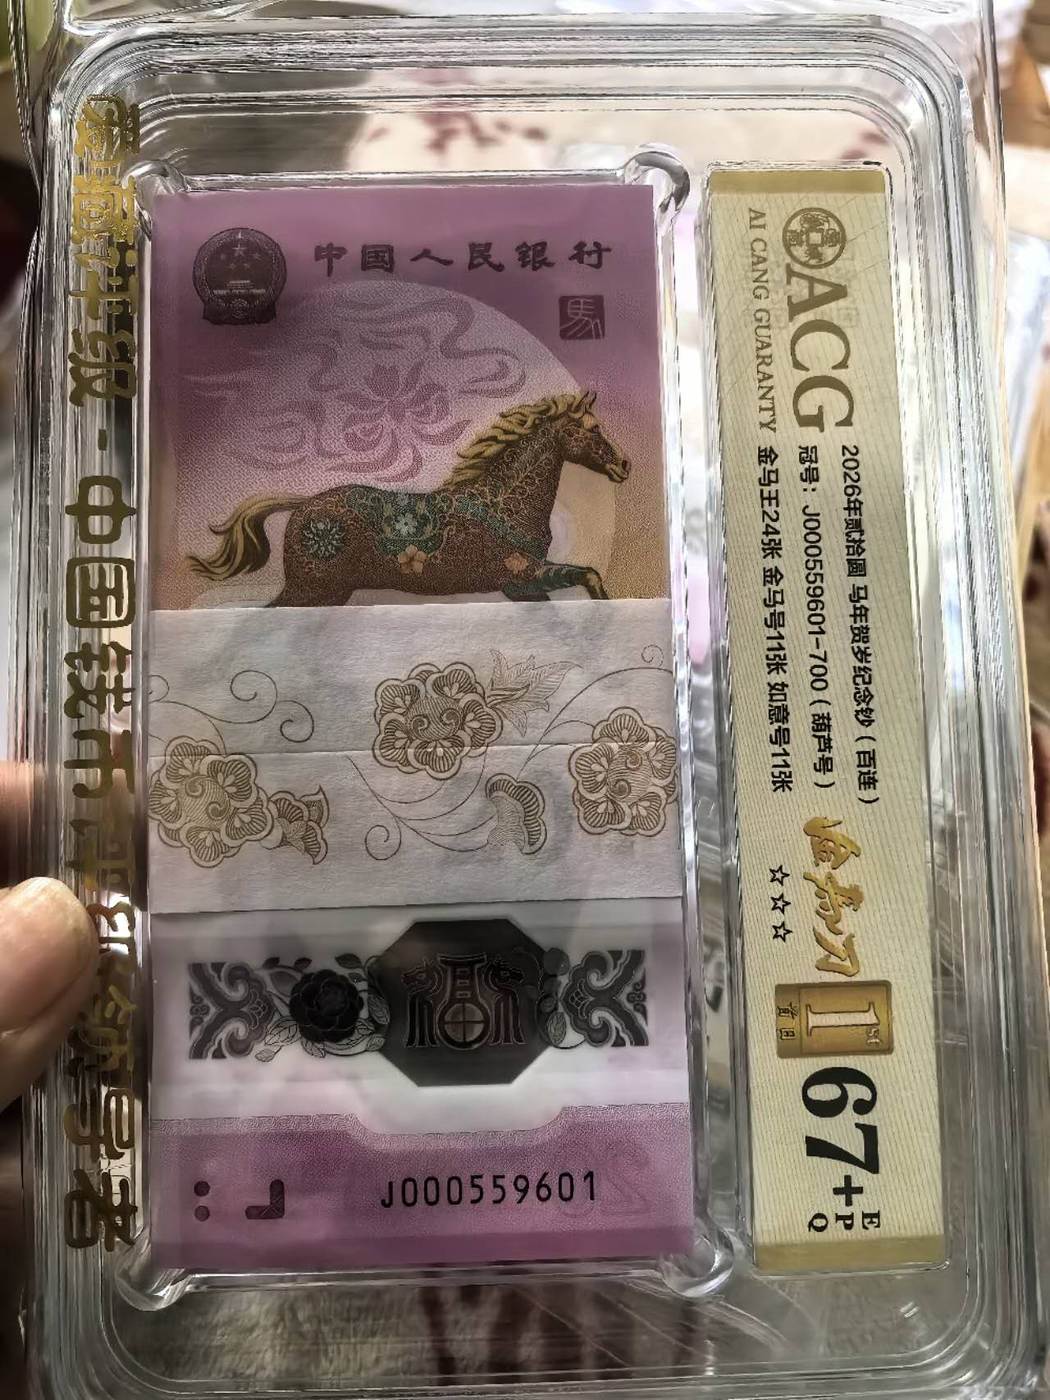 中国人民银行
馬
J000559601
20
ACG
AI CANG GUARANTY
2026年贰拾圆 马年贺岁纪念钞(百连)
冠号:J000559601-700(葫芦号)
金马王24张 金马号11张 如意号11张
☆☆☆
1st
首期
67+
E
P
Q
爱藏评级-中国钱币评级领导者